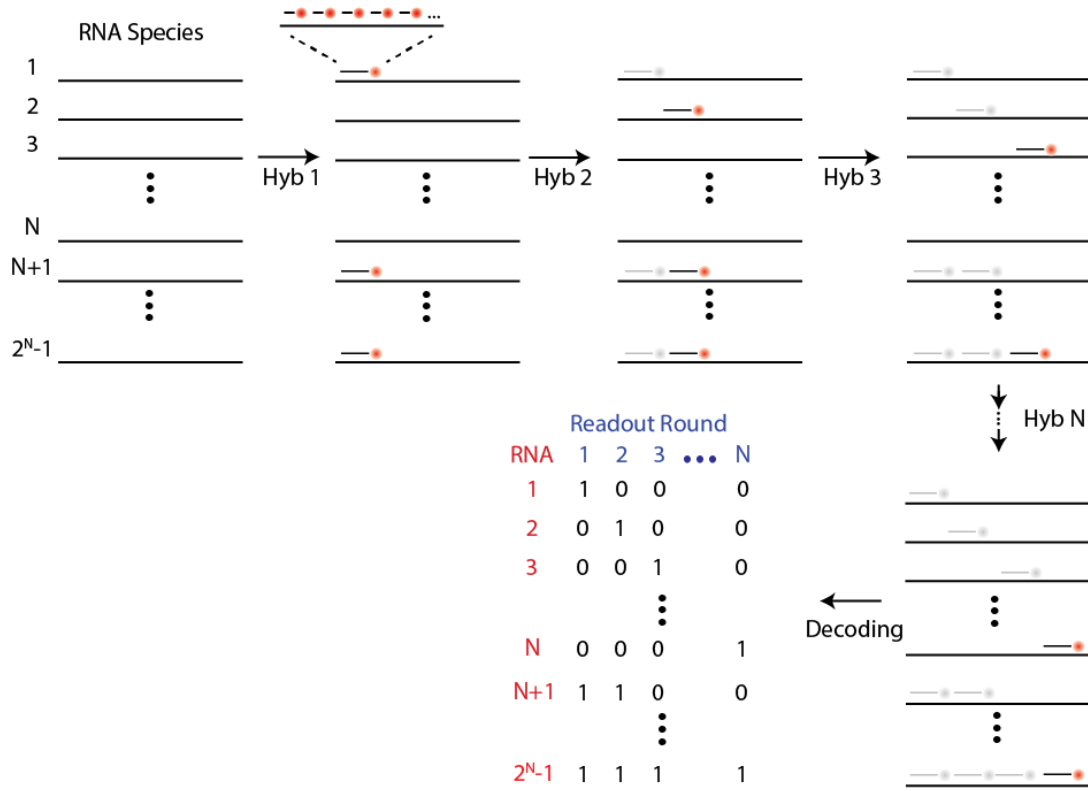 RNA Species
1
2
3
N
N+1
2ᴺ-1
...
Hyb 1
Hyb 2
Hyb 3
Hyb N
Decoding
Readout Round
RNA 1 2 3 ••• N
1 1 0 0 0
2 0 1 0 0
3 0 0 1 0
N 0 0 0 1
N+1 1 1 0 0
2ᴺ-1 1 1 1 1